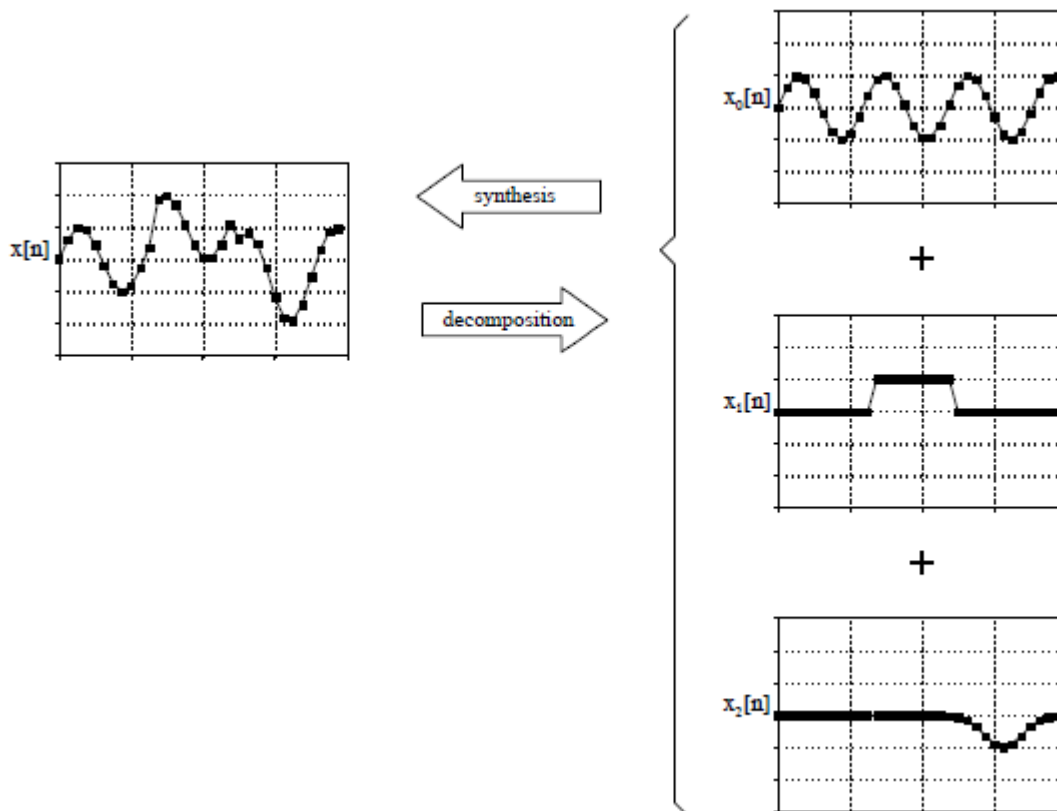 x[n]
synthesis
decomposition
x₀[n]
+
x₁[n]
+
x₂[n]